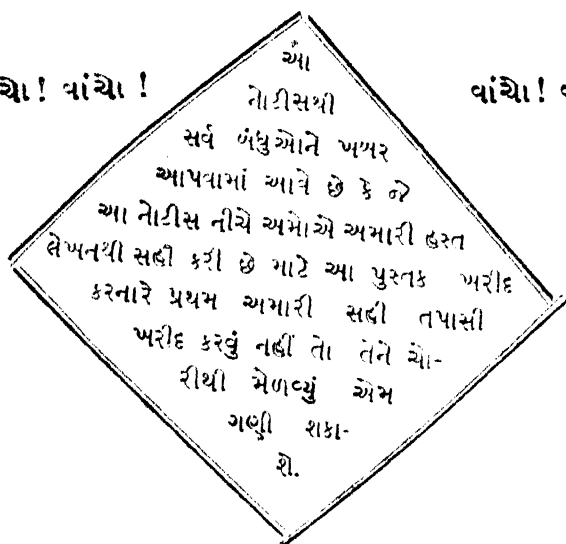 ચો! વાંચો!
વાંચો!
આ
નોટીસથી
સર્વ બંધુઓને ખબર
આપવામાં આવે છે કે જે
આ નોટીસ નીચે અમોએ અમારી હસ્ત
લેખનથી સહી કરી છે માટે આ પુસ્તક ખરીદ
કરનારે પ્રથમ અમારી સહી તપાસી
ખરીદ કરવું નહીં તો તેને ચો-
રીથી મેળવ્યું એમ
ગણી શકા-
શે.